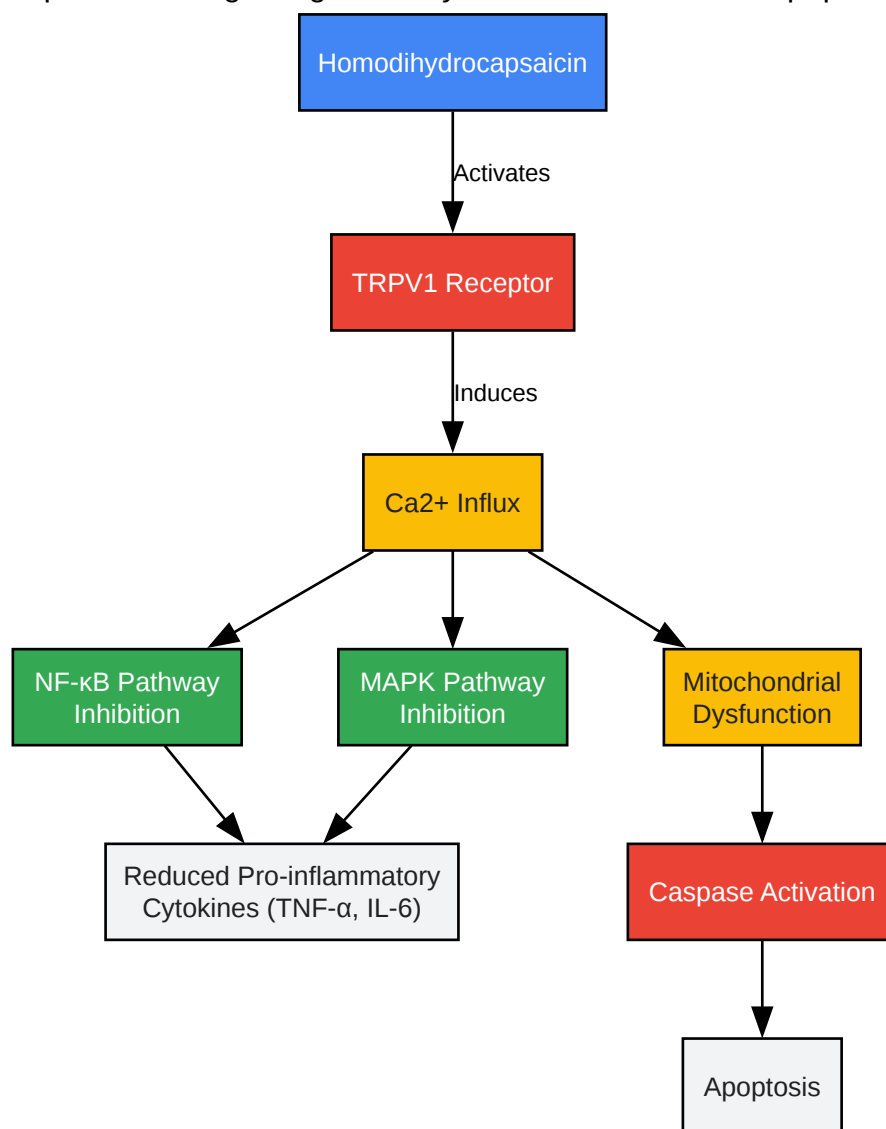 Homodihydrocapsaicin
Activates
TRPV1 Receptor
Induces
Ca2+ Influx
NF-κB Pathway
Inhibition
MAPK Pathway
Inhibition
Mitochondrial
Dysfunction
Reduced Pro-inflammatory
Cytokines (TNF-α, IL-6)
Caspase Activation
Apoptosis